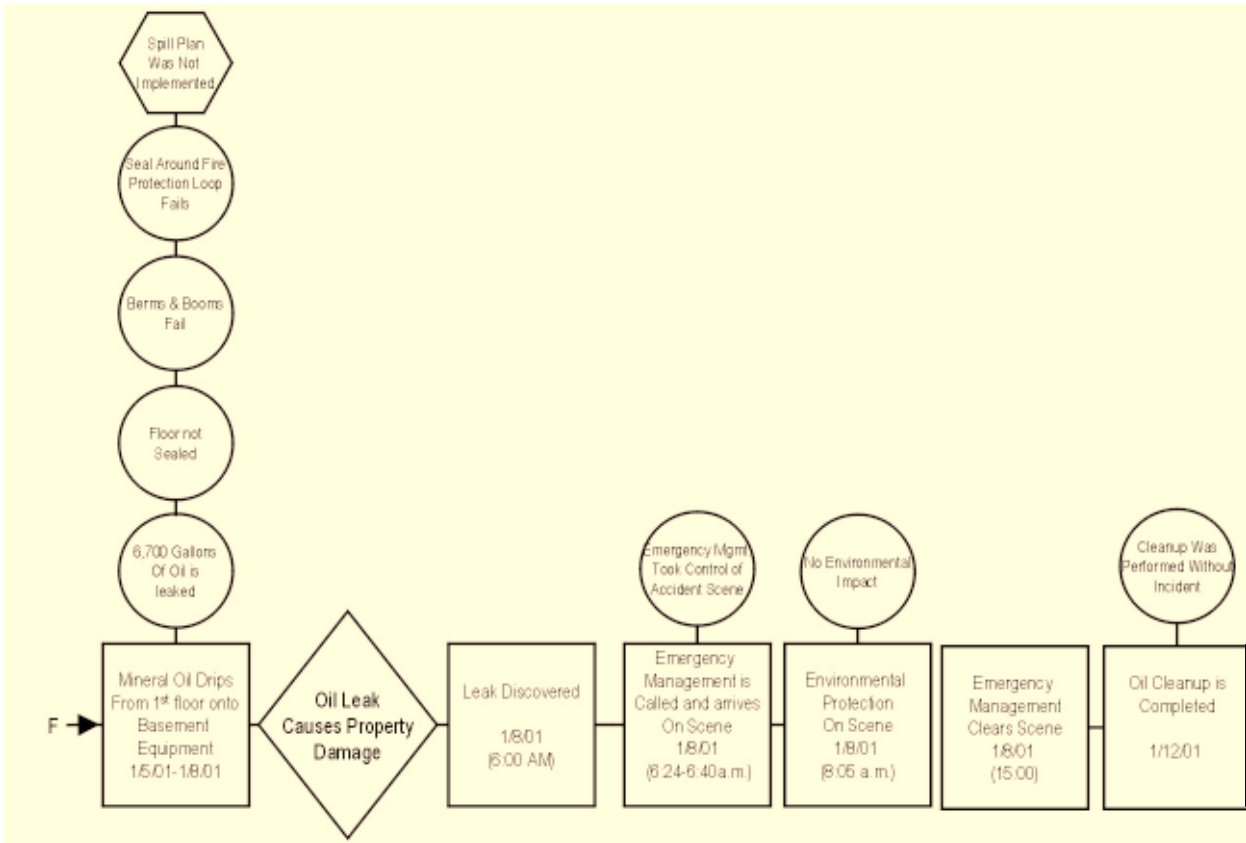 Spill Plan
Was Not
Implemented
Seal Around Fire
Protection Loop
Fails
Berms & Booms
Fail
Floor not
Sealed
6,700 Gallons
Of Oil is
leaked
Emergency Mgmt
Took Control of
Accident Scene
No Environmental
Impact
Cleanup Was
Performed Without
Incident
F
Mineral Oil Drips
From 1st floor onto
Basement
Equipment
1/5/01-1/8/01
Oil Leak
Causes Property
Damage
Leak Discovered
1/8/01
(6:00 AM)
Emergency
Management is
Called and arrives
On Scene
1/8/01
(6:24-6:40a.m.)
Environmental
Protection
On Scene
1/8/01
(8:05 a.m.)
Emergency
Management
Clears Scene
1/8/01
(15:00)
Oil Cleanup is
Completed
1/12/01